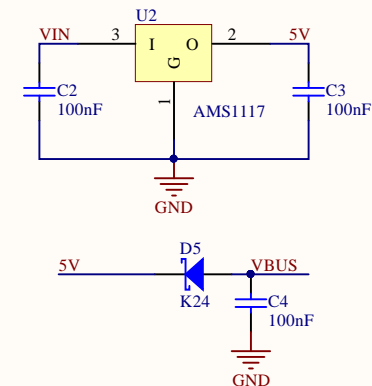 U2
VIN 3 I O 2 5V
G
1
C2
100nF
C3
100nF
AMS1117
GND
D5
5V VBUS
K24
C4
100nF
GND